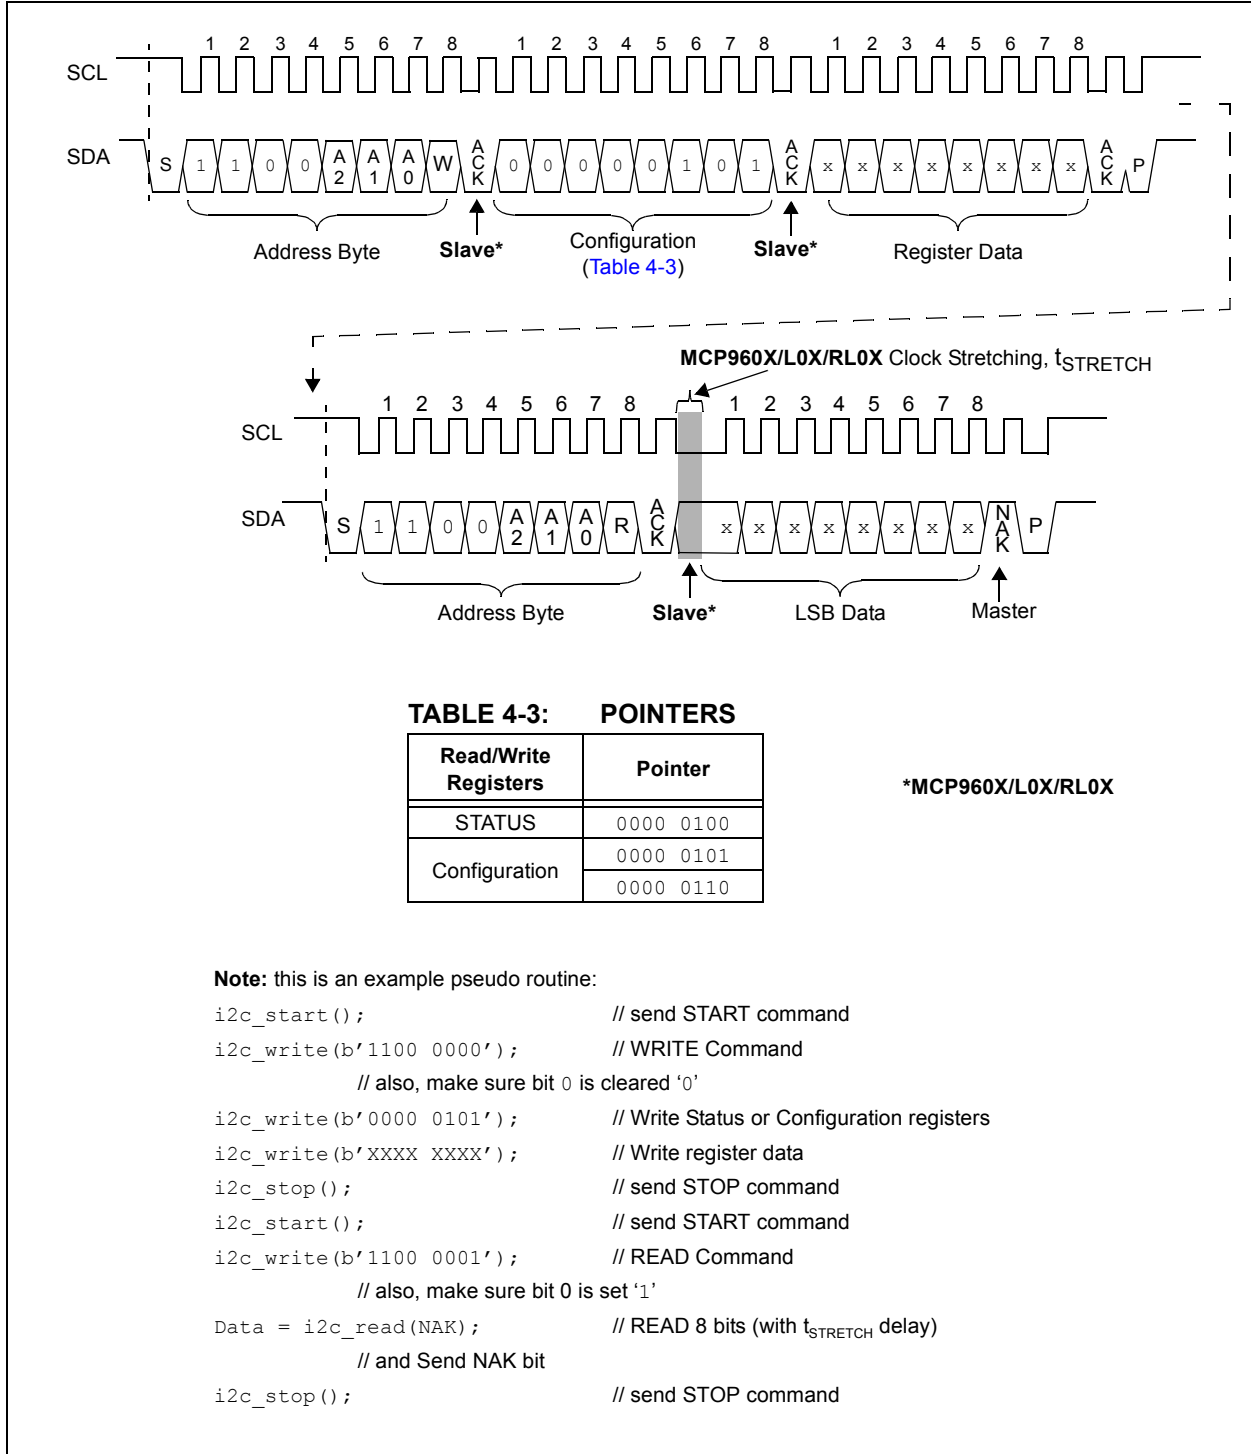 1 2 3 4 5 6 7 8 1 2 3 4 5 6 7 8 1 2 3 4 5 6 7 8
SCL
SDA S 1 1 0 0 A2 A1 A0 W ACK 0 0 0 0 0 1 0 1 ACK x x x x x x x x ACK P
Address Byte Slave* Configuration Slave* Register Data
(Table 4-3)
MCP960X/L0X/RL0X Clock Stretching, tSTRETCH
1 2 3 4 5 6 7 8 1 2 3 4 5 6 7 8
SCL
SDA S 1 1 0 0 A2 A1 A0 R ACK x x x x x x x x NAK P
Address Byte Slave* LSB Data Master
TABLE 4-3: POINTERS
Read/Write Registers Pointer
STATUS 0000 0100
Configuration 0000 0101
0000 0110
*MCP960X/L0X/RL0X
Note: this is an example pseudo routine:
i2c_start(); // send START command
i2c_write(b’1100 0000’); // WRITE Command
// also, make sure bit 0 is cleared ‘0’
i2c_write(b’0000 0101’); // Write Status or Configuration registers
i2c_write(b’XXXX XXXX’); // Write register data
i2c_stop(); // send STOP command
i2c_start(); // send START command
i2c_write(b’1100 0001’); // READ Command
// also, make sure bit 0 is set ‘1’
Data = i2c_read(NAK); // READ 8 bits (with tSTRETCH delay)
// and Send NAK bit
i2c_stop(); // send STOP command